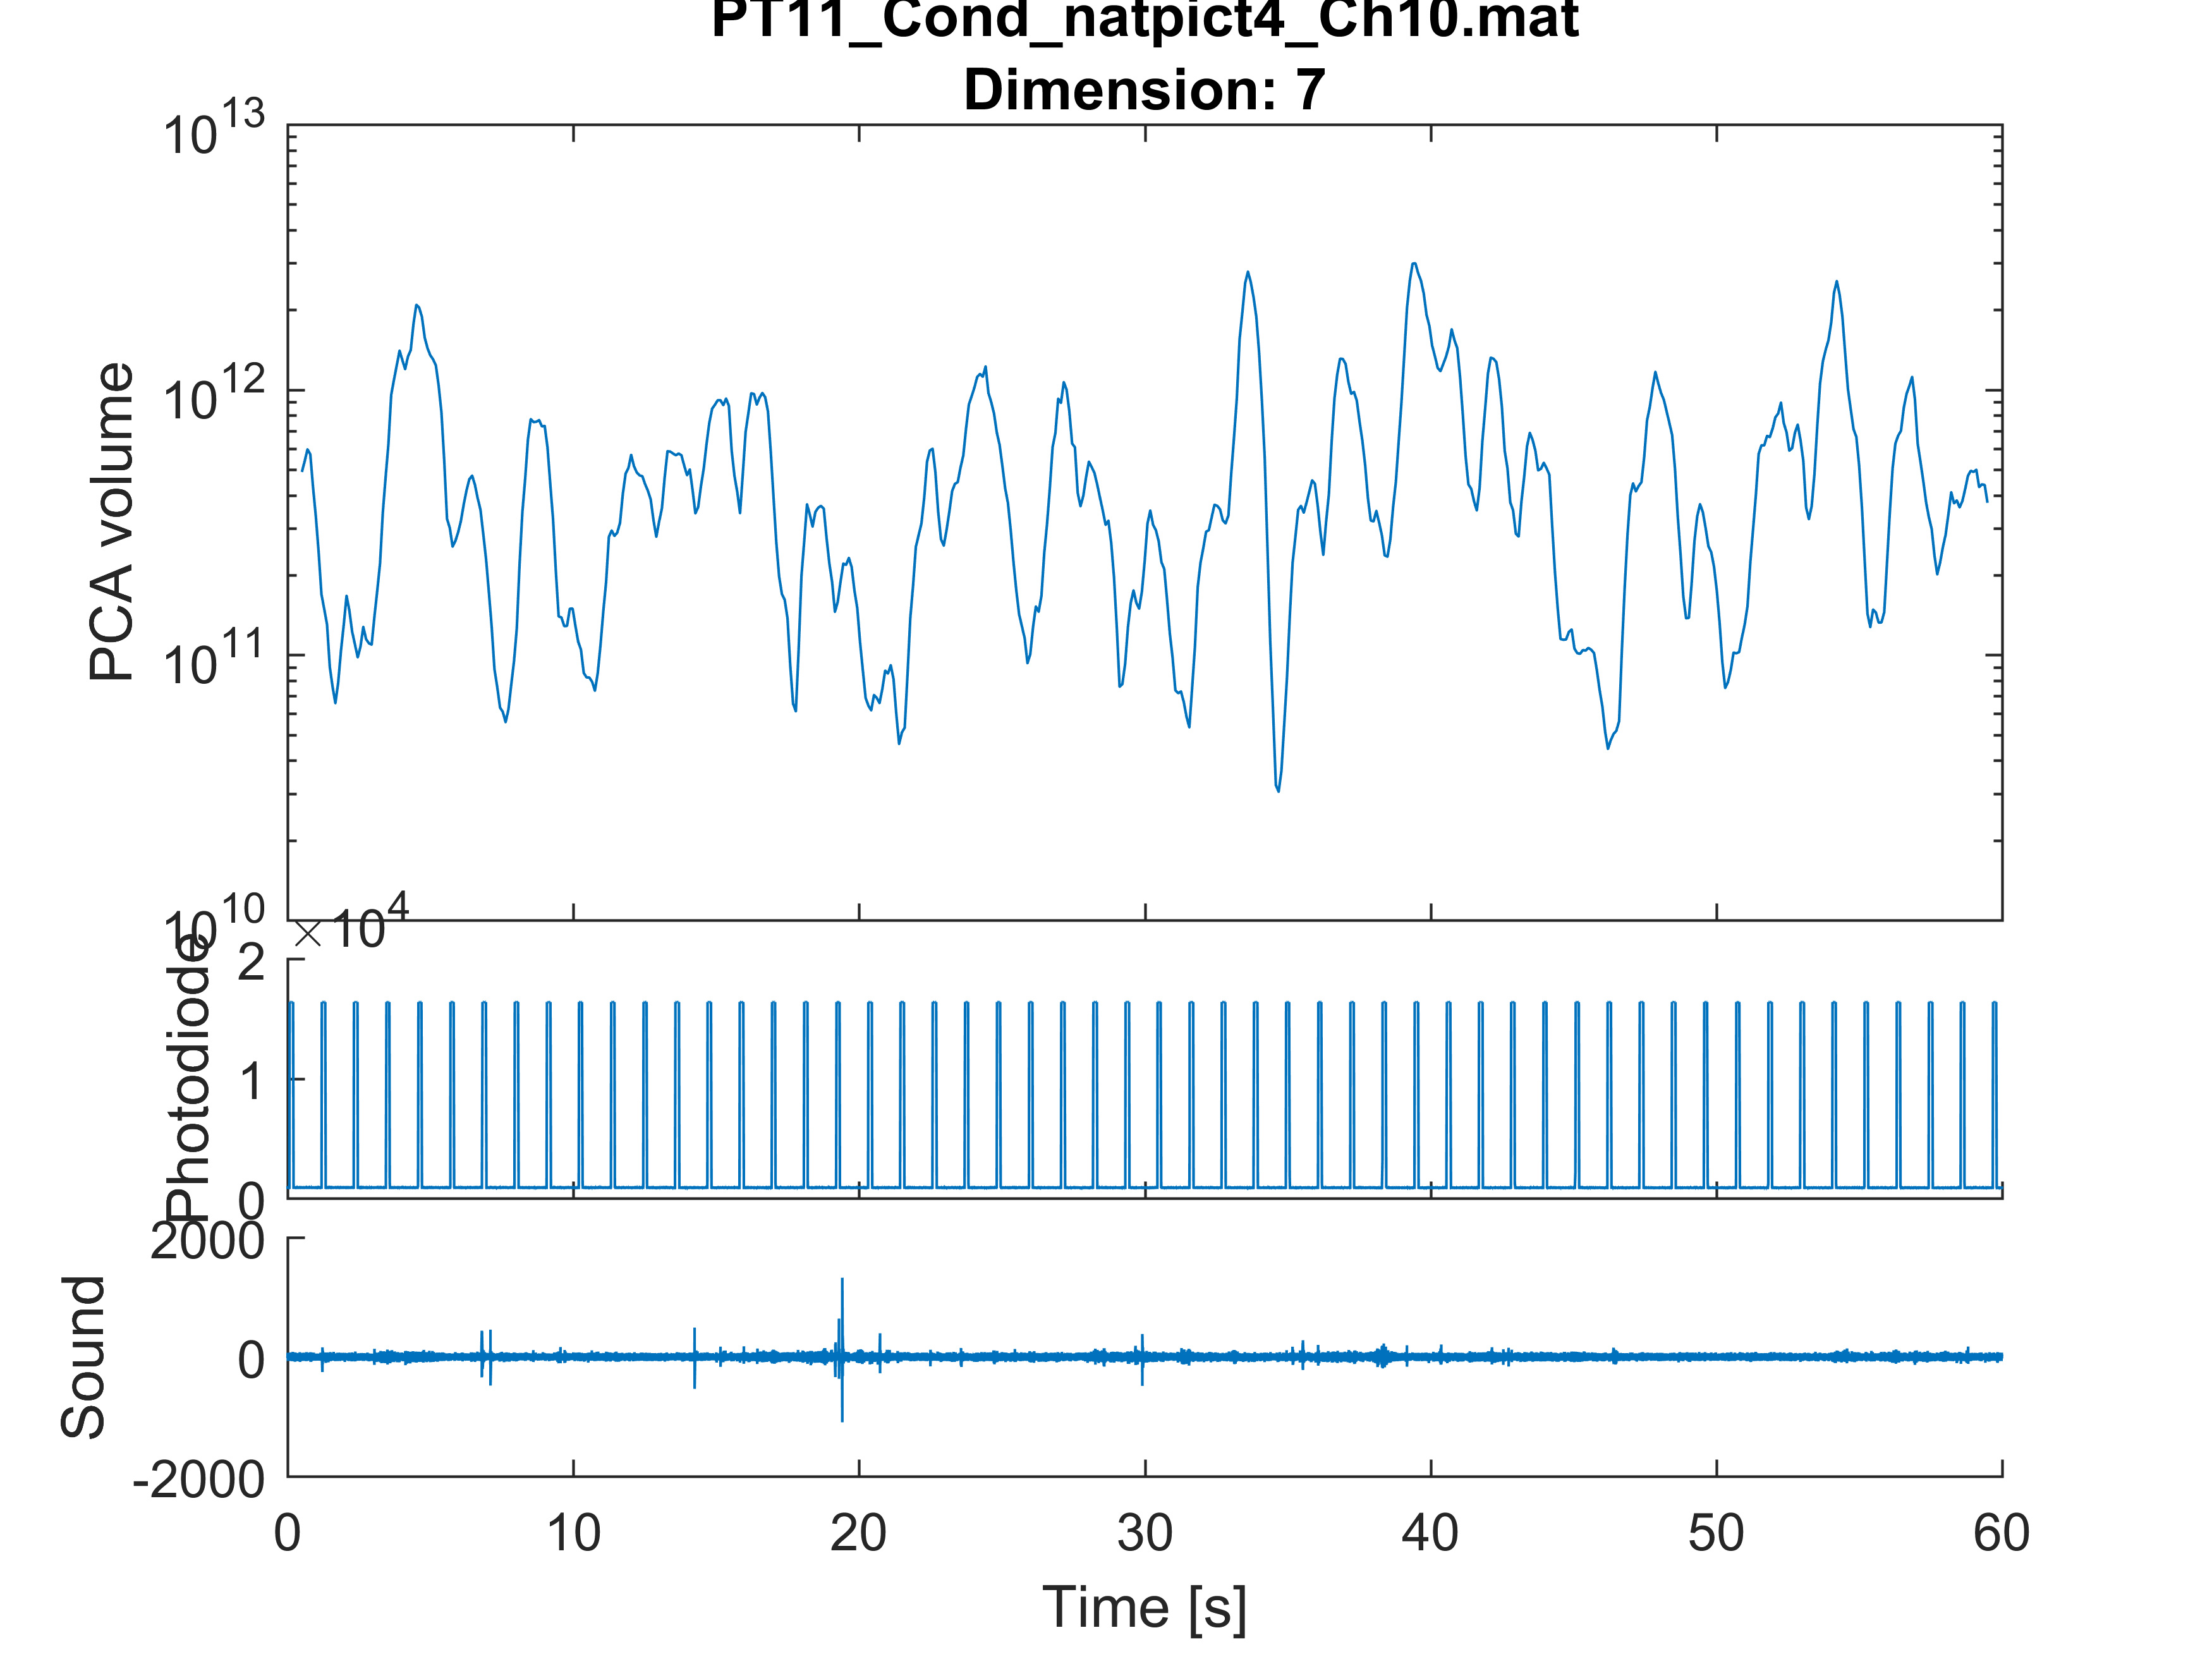 PT11_Cond_natpict4_Ch10.mat
Dimension: 7
10^13
10^12
10^11
10^10
PCA volume
× 10^4
2
1
0
Photodiode
2000
0
-2000
Sound
0 10 20 30 40 50 60
Time [s]